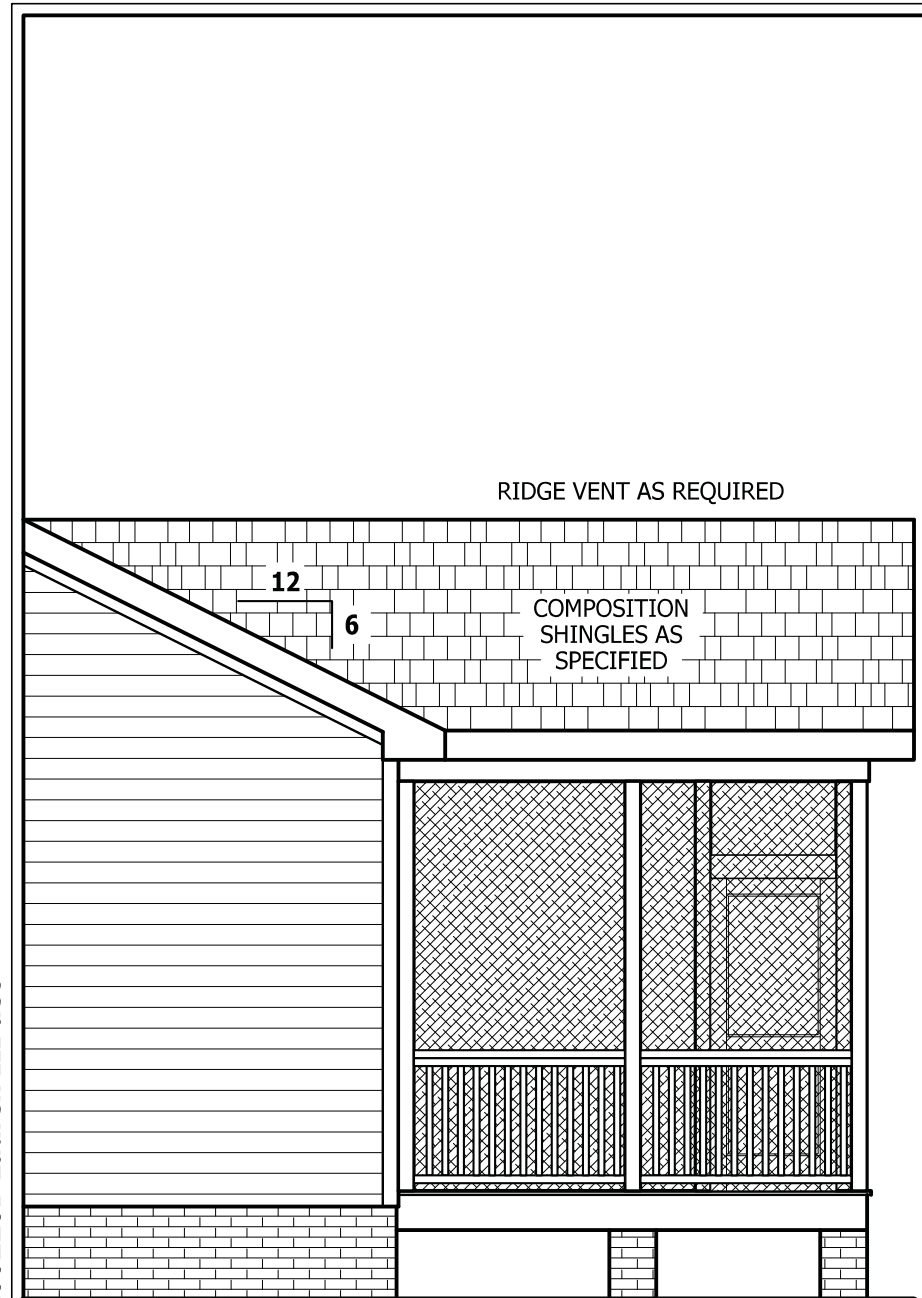 RIDGE VENT AS REQUIRED
12
6
COMPOSITION
SHINGLES AS
SPECIFIED